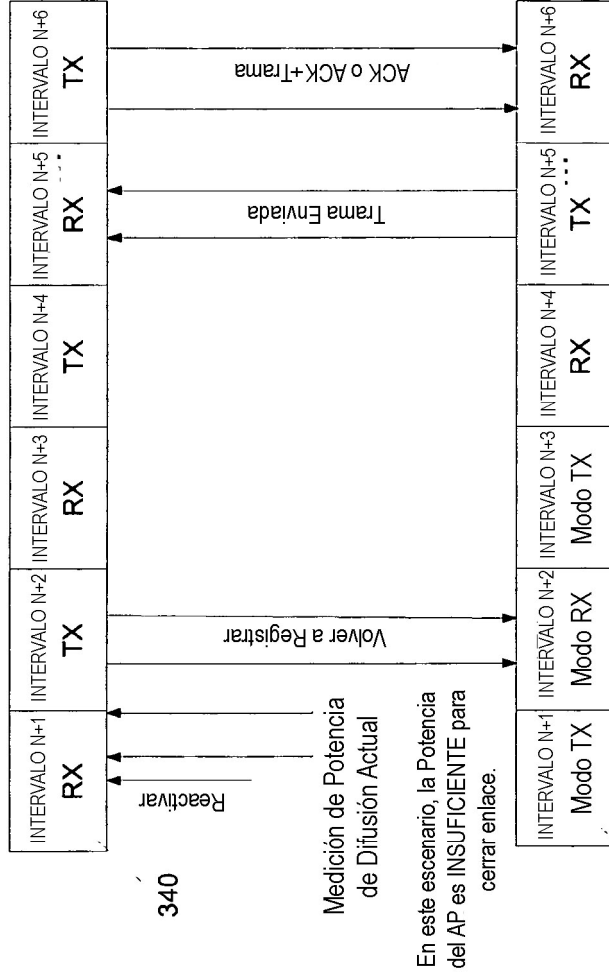 INTERVALO N+1
RX
INTERVALO N+2
TX
INTERVALO N+3
RX
INTERVALO N+4
TX
INTERVALO N+5
RX
INTERVALO N+6
TX
340
Reactivar
Medición de Potencia
de Difusión Actual
En este escenario, la Potencia
del AP es INSUFICIENTE para
cerrar enlace.
Volver a Registrar
Trama Enviada
ACK o ACK+Trama
INTERVALO N+1
Modo TX
INTERVALO N+2
Modo RX
INTERVALO N+3
Modo TX
INTERVALO N+4
RX
INTERVALO N+5
TX
INTERVALO N+6
RX